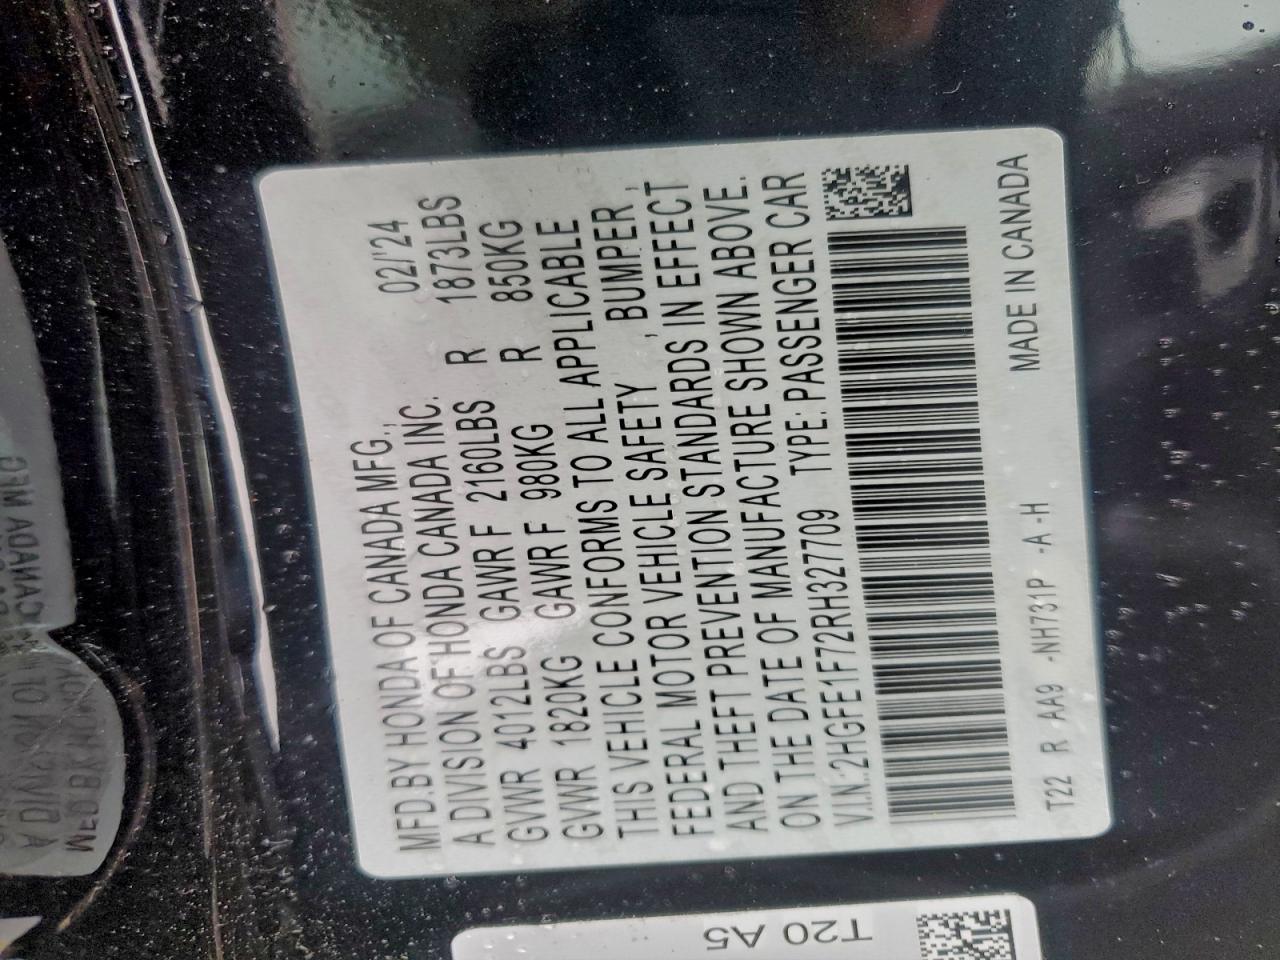 MFD.BY HONDA OF CANADA MFG., 02/'24
A DIVISION OF HONDA CANADA INC.
GVWR 4012LBS GAWR F 2160LBS R 1873LBS
GVWR 1820KG GAWR F 980KG R 850KG
THIS VEHICLE CONFORMS TO ALL APPLICABLE
FEDERAL MOTOR VEHICLE SAFETY , BUMPER ,
AND THEFT PREVENTION STANDARDS IN EFFECT
ON THE DATE OF MANUFACTURE SHOWN ABOVE.
V.I.N.:2HGFE1F72RH327709 TYPE: PASSENGER CAR
T22 R AA9 -NH731P -A -H MADE IN CANADA
T20 A5